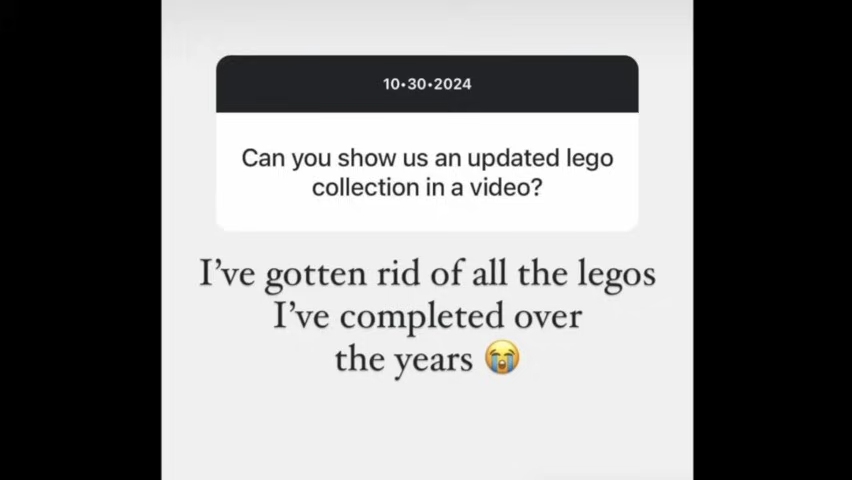 10•30•2024
Can you show us an updated lego
collection in a video?
I’ve gotten rid of all the legos
I’ve completed over
the years 😭